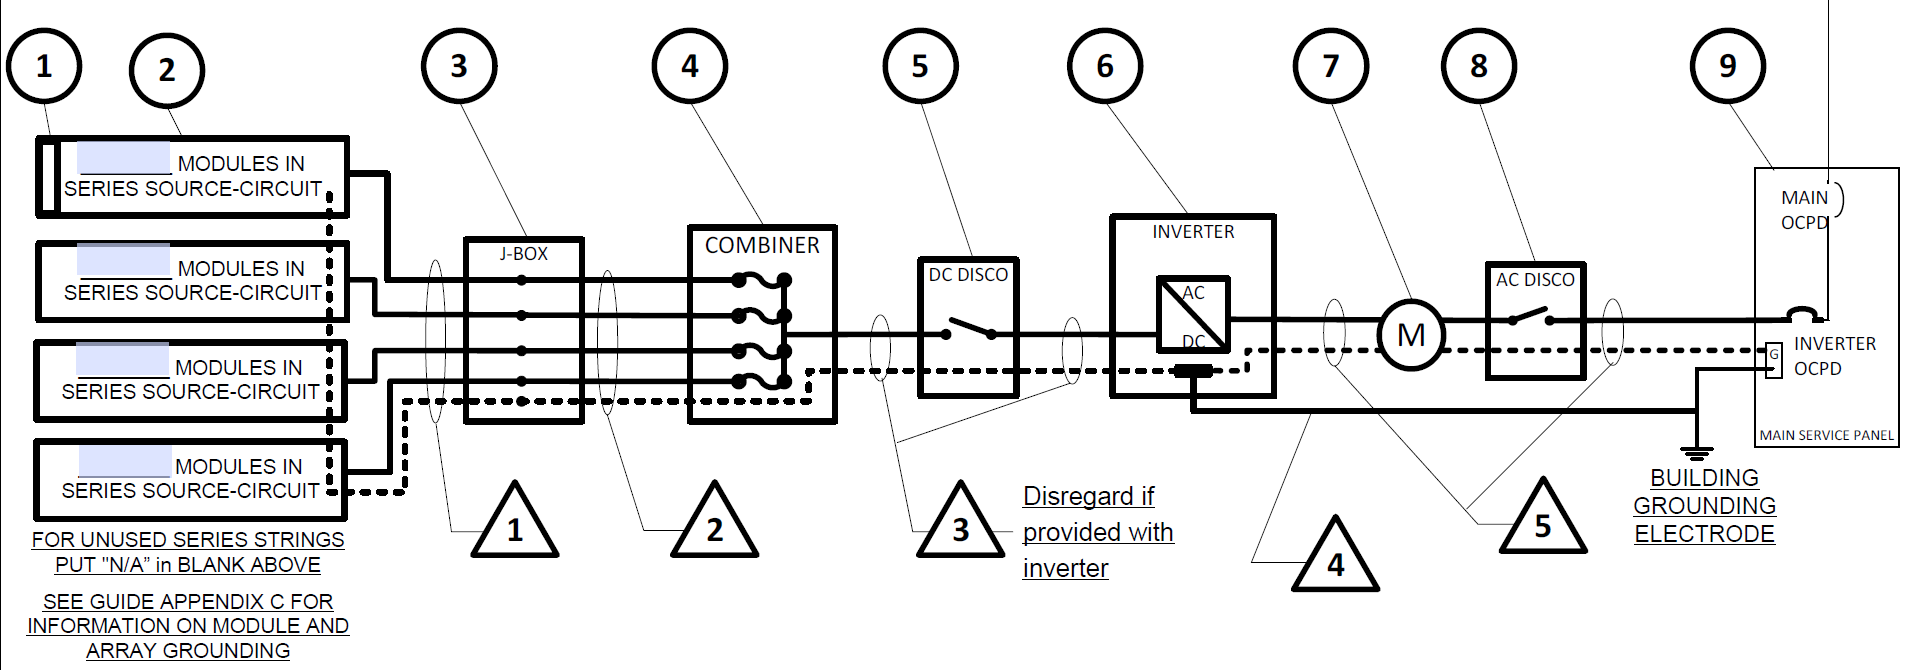 1
2
3
4
5
6
7
8
9
MODULES IN
SERIES SOURCE-CIRCUIT
MODULES IN
SERIES SOURCE-CIRCUIT
MODULES IN
SERIES SOURCE-CIRCUIT
MODULES IN
SERIES SOURCE-CIRCUIT
FOR UNUSED SERIES STRINGS
PUT "N/A” in BLANK ABOVE
SEE GUIDE APPENDIX C FOR
INFORMATION ON MODULE AND
ARRAY GROUNDING
J-BOX
COMBINER
DC DISCO
INVERTER
AC
DC
M
AC DISCO
MAIN
OCPD
INVERTER
OCPD
G
MAIN SERVICE PANEL
BUILDING
GROUNDING
ELECTRODE
1
2
3
Disregard if
provided with
inverter
4
5